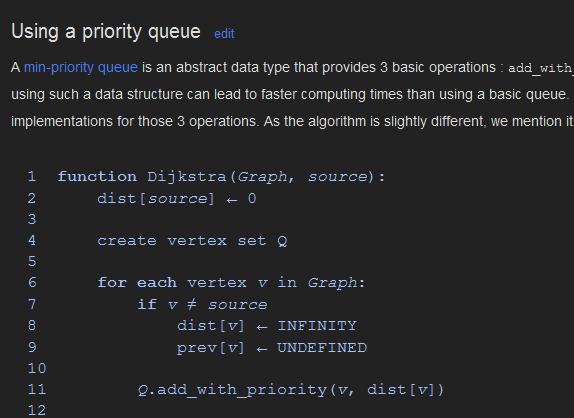 Using a priority queue edit
A min-priority queue is an abstract data type that provides 3 basic operations : add_with_
using such a data structure can lead to faster computing times than using a basic queue.
implementations for those 3 operations. As the algorithm is slightly different, we mention it
1 function Dijkstra(Graph, source):
2 dist[source] ← 0
3
4 create vertex set Q
5
6 for each vertex v in Graph:
7 if v ≠ source
8 dist[v] ← INFINITY
9 prev[v] ← UNDEFINED
10
11 Q.add_with_priority(v, dist[v])
12